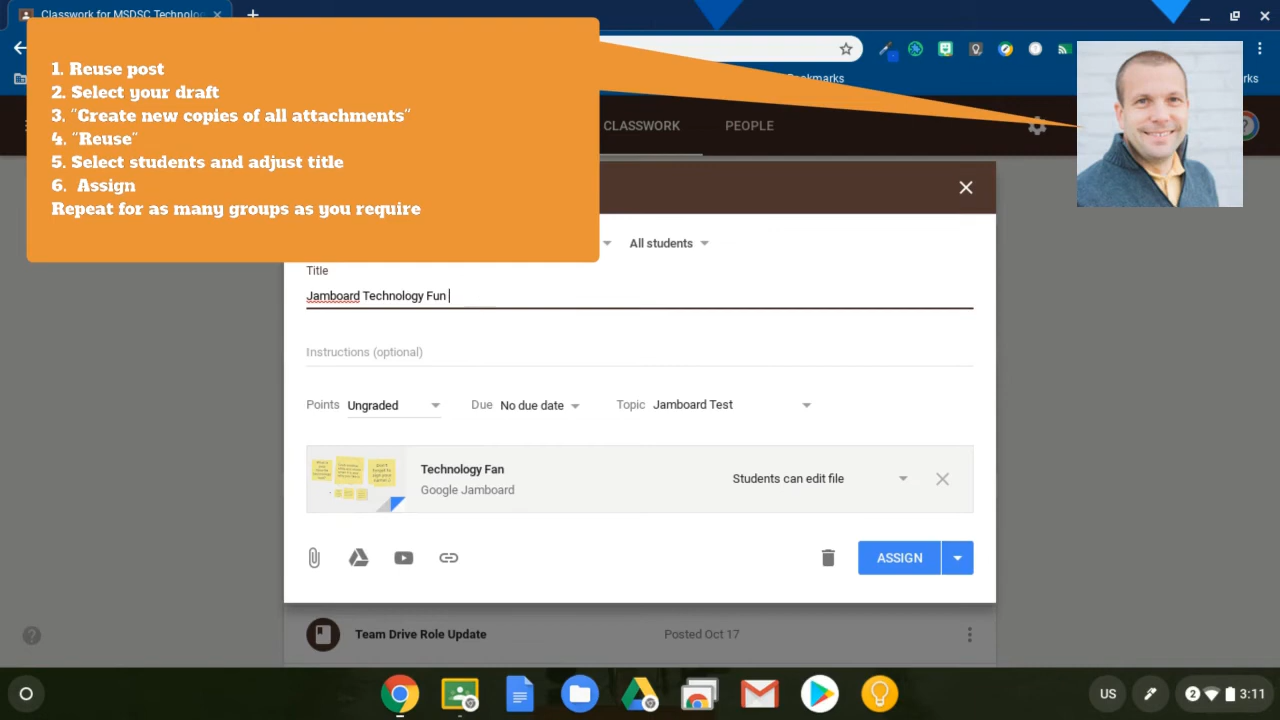 Classwork for MSDSC Technolo
1. Reuse post
2. Select your draft
3. "Create new copies of all attachments"
4. "Reuse"
5. Select students and adjust title
6. Assign
Repeat for as many groups as you require
CLASSWORK
PEOPLE
All students
Title
Jamboard Technology Fun
Instructions (optional)
Points Ungraded Due No due date Topic Jamboard Test
Technology Fan
Google Jamboard
Students can edit file
ASSIGN
Team Drive Role Update Posted Oct 17
US 2 3:11